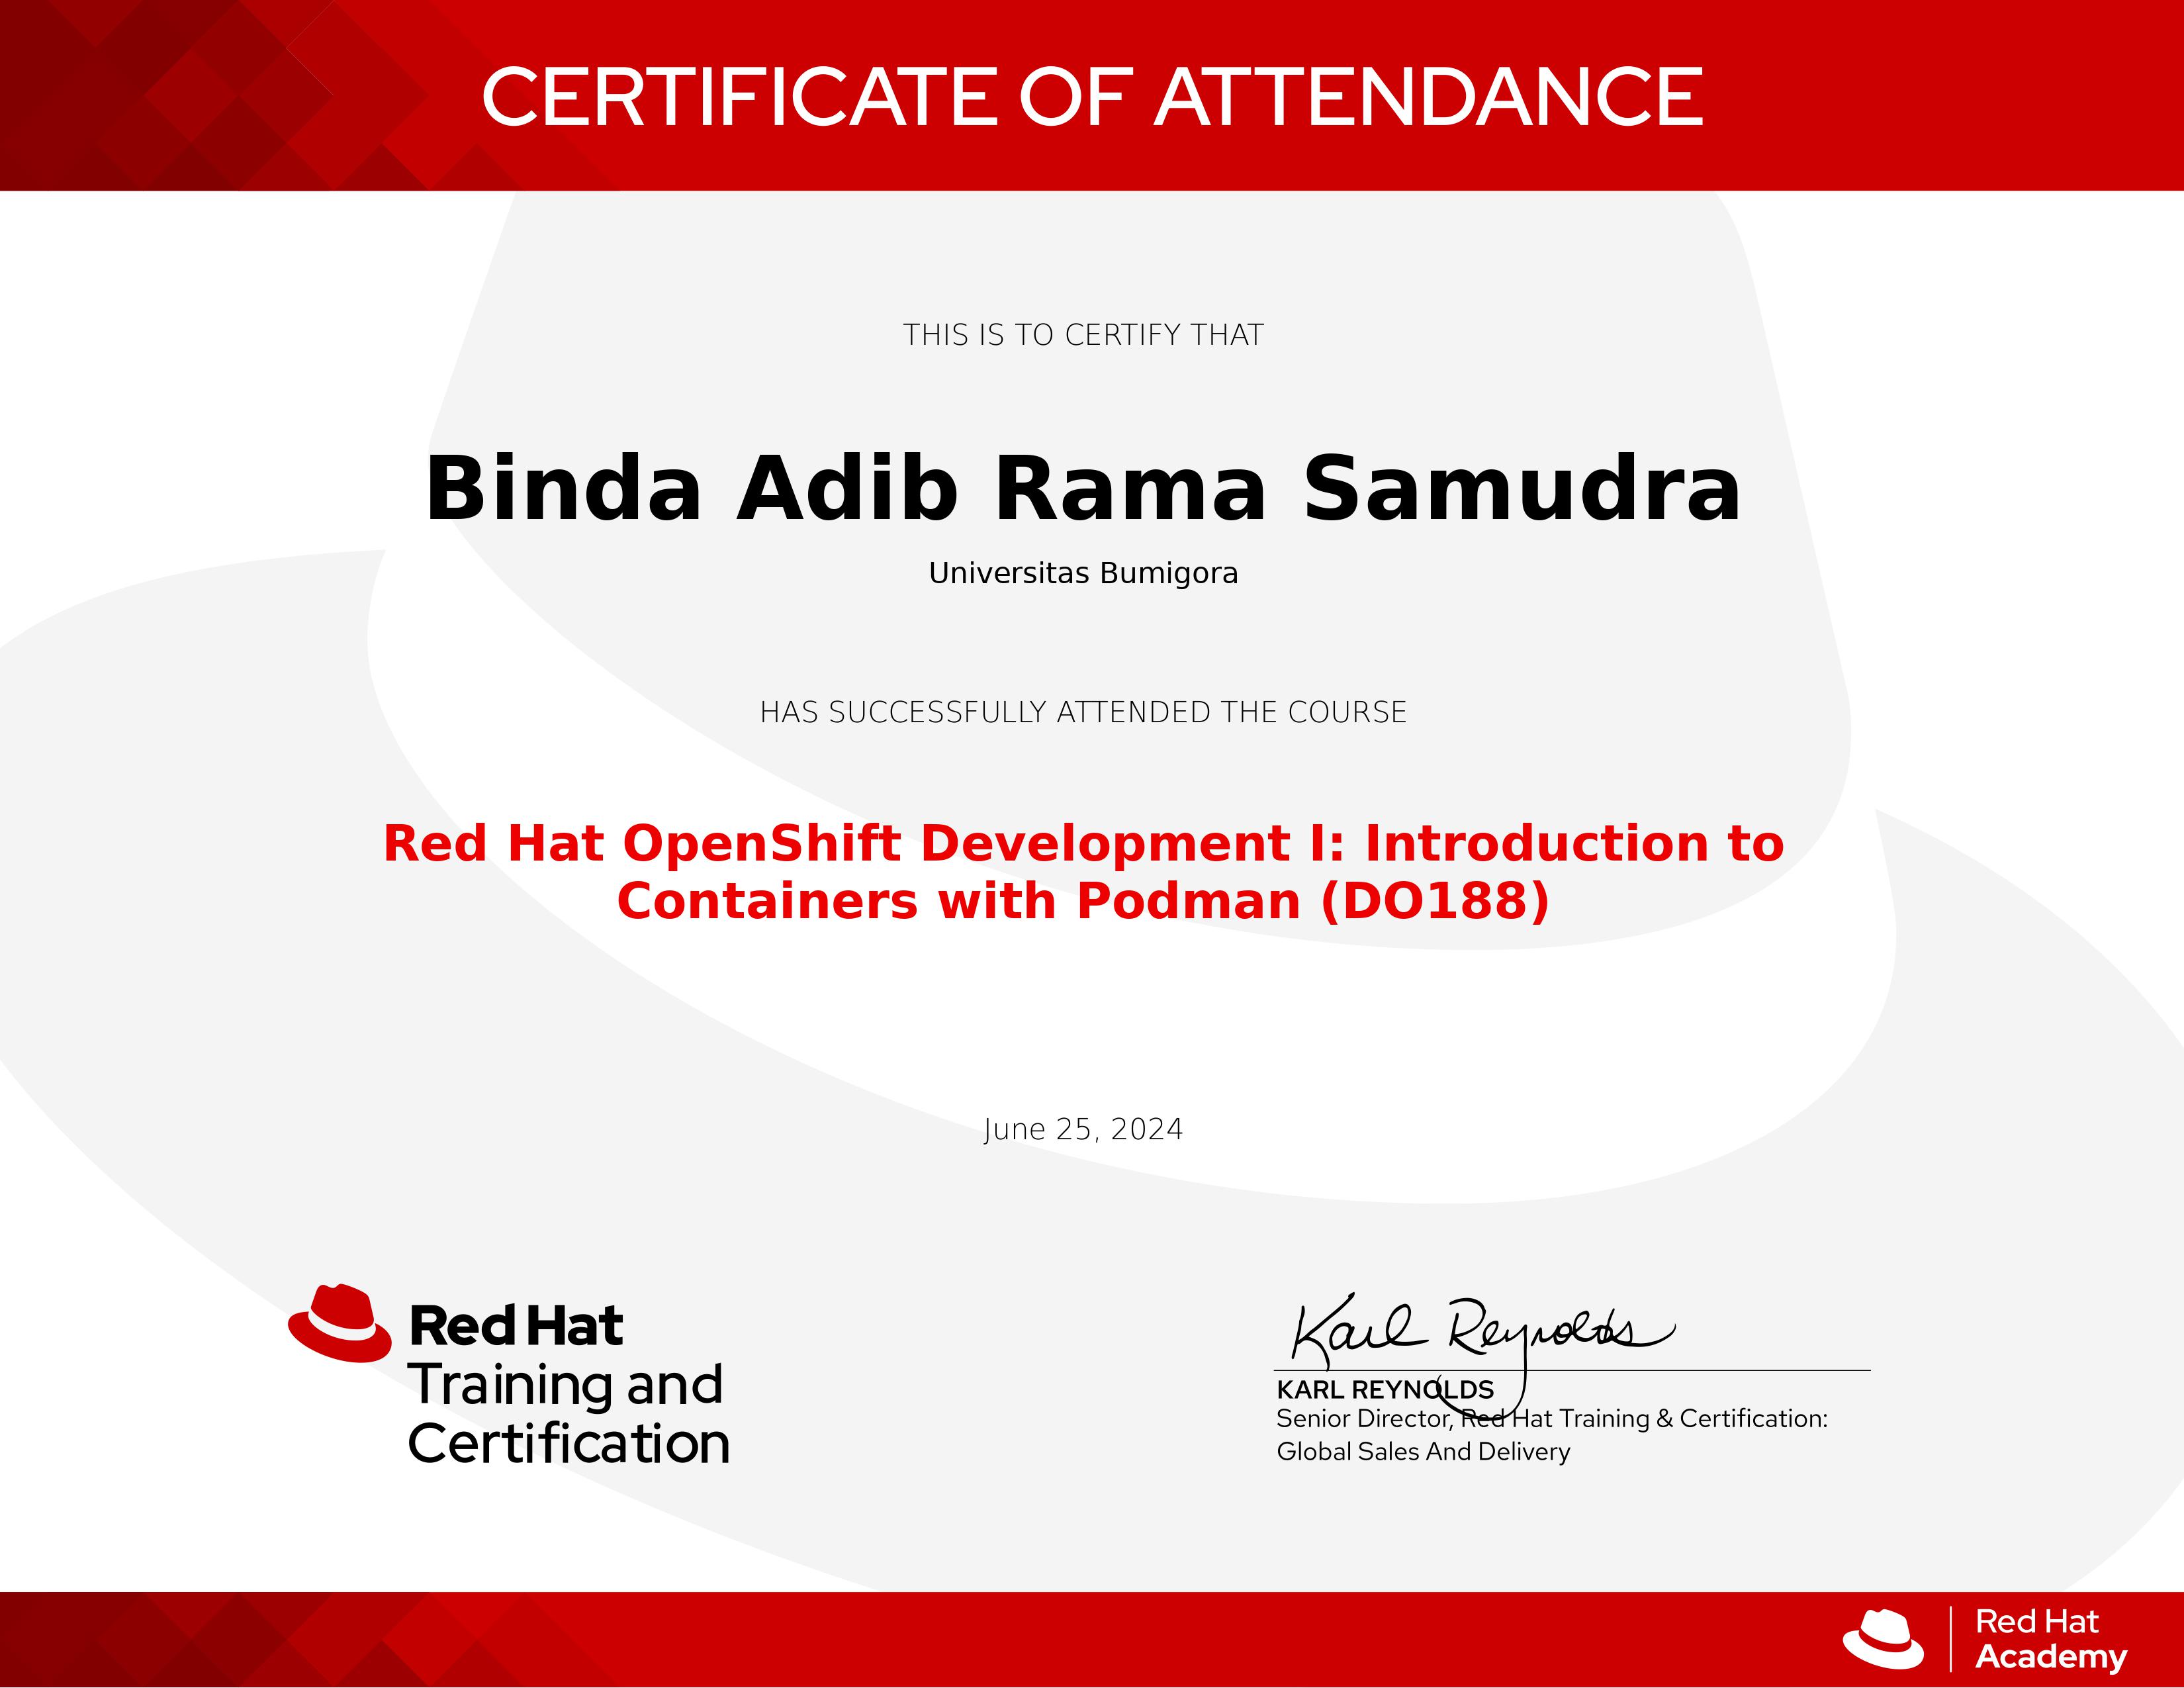 CERTIFICATE OF ATTENDANCE
THIS IS TO CERTIFY THAT
Binda Adib Rama Samudra
Universitas Bumigora
HAS SUCCESSFULLY ATTENDED THE COURSE
Red Hat OpenShift Development I: Introduction to
Containers with Podman (DO188)
June 25, 2024
Red Hat
Training and
Certification
Karl Reynolds
KARL REYNOLDS
Senior Director, Red Hat Training & Certification:
Global Sales And Delivery
Red Hat
Academy